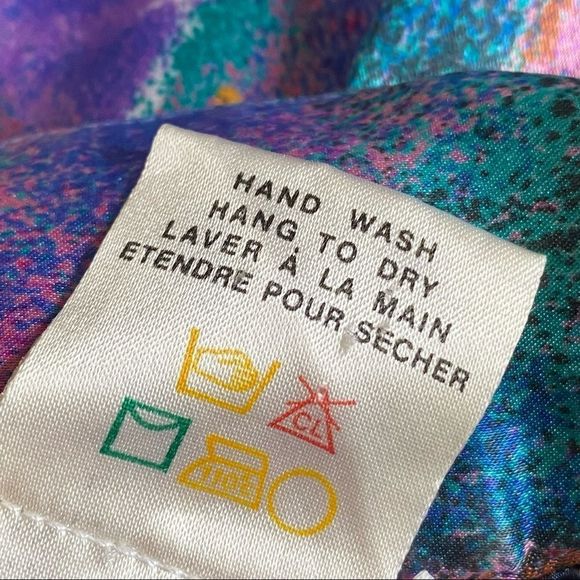 HAND WASH
HANG TO DRY
LAVER À LA MAIN
ETENDRE POUR SECHER
CL